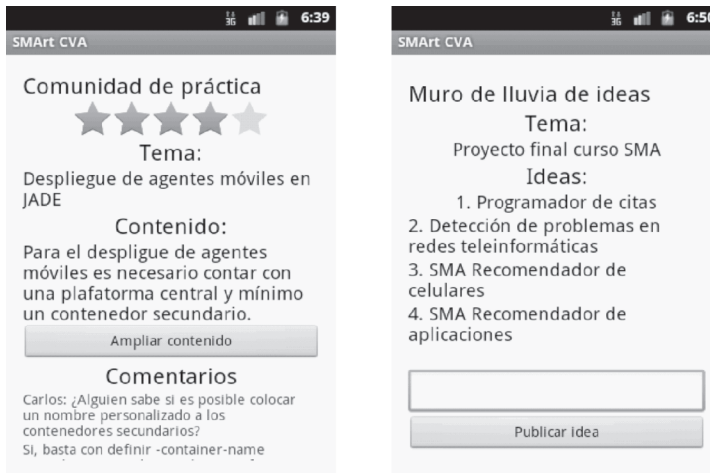 3G 6:39
SMArt CVA
Comunidad de práctica
Tema:
Despliegue de agentes móviles en
JADE
Contenido:
Para el despligue de agentes
móviles es necesario contar con
una plafatorma central y mínimo
un contenedor secundario.
Ampliar contenido
Comentarios
Carlos: ¿Alguien sabe si es posible colocar
un nombre personalizado a los
contenedores secundarios?
Si, basta con definir -container-name
3G 6:50
SMArt CVA
Muro de lluvia de ideas
Tema:
Proyecto final curso SMA
Ideas:
1. Programador de citas
2. Detección de problemas en
redes teleinformáticas
3. SMA Recomendador de
celulares
4. SMA Recomendador de
aplicaciones
Publicar idea